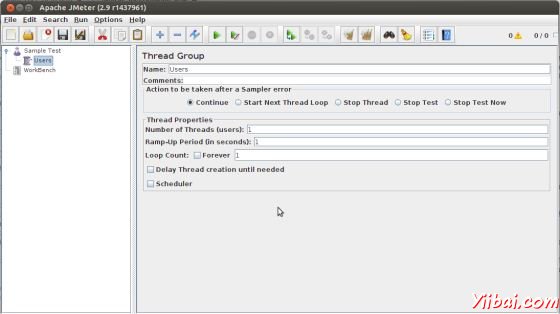 Apache JMeter (2.9 r1437961)
File Edit Search Run Options Help
0 0 / 0
Sample Test
Users
WorkBench
Thread Group
Name: Users
Comments:
Action to be taken after a Sampler error
Continue Start Next Thread Loop Stop Thread Stop Test Stop Test Now
Thread Properties
Number of Threads (users): 1
Ramp-Up Period (in seconds): 1
Loop Count: Forever 1
Delay Thread creation until needed
Scheduler
Yiibai.com